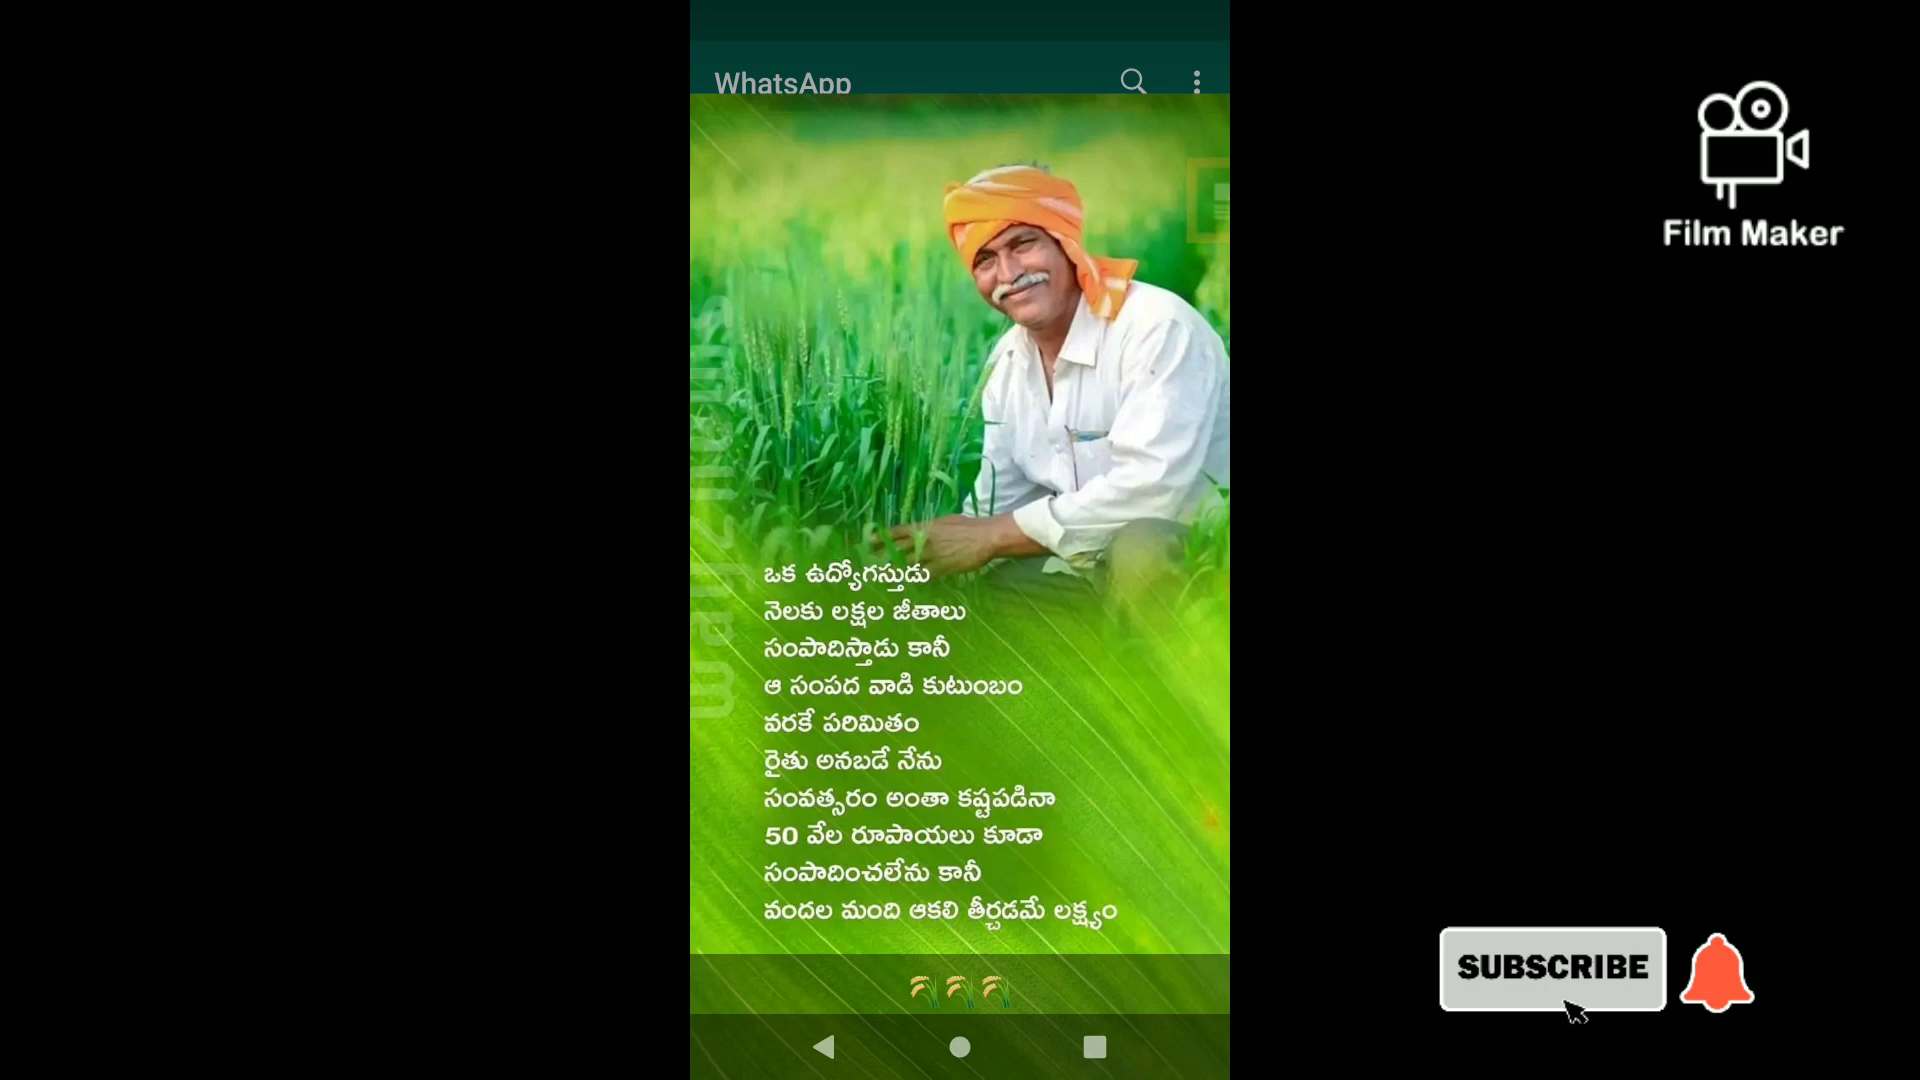 WhatsApp
Film Maker
ఒక ఉద్యోగస్తుడు
నెలకు లక్షల జీతాలు
సంపాదిస్తాడు కానీ
ఆ సంపద వాడి కుటుంబం
వరకే పరిమితం
రైతు అనబడే నేను
సంవత్సరం అంతా కష్టపడినా
50 వేల రూపాయలు కూడా
సంపాదించలేను కానీ
వందల మంది ఆకలి తీర్చడమే లక్ష్యం
SUBSCRIBE